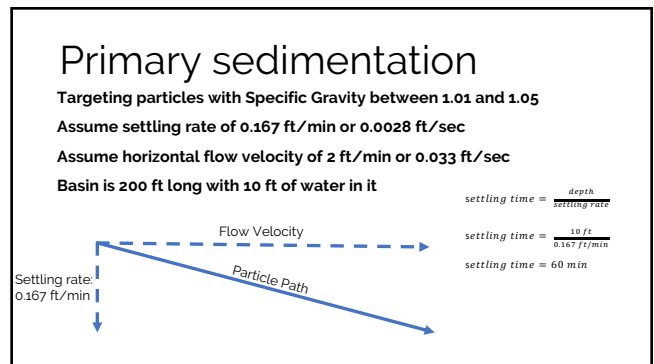 Primary sedimentation
Targeting particles with Specific Gravity between 1.01 and 1.05
Assume settling rate of 0.167 ft/min or 0.0028 ft/sec
Assume horizontal flow velocity of 2 ft/min or 0.033 ft/sec
Basin is 200 ft long with 10 ft of water in it
settling time = depth / settling rate
settling time = 10 ft / 0.167 ft/min
settling time = 60 min
Flow Velocity
Particle Path
Settling rate:
0.167 ft/min